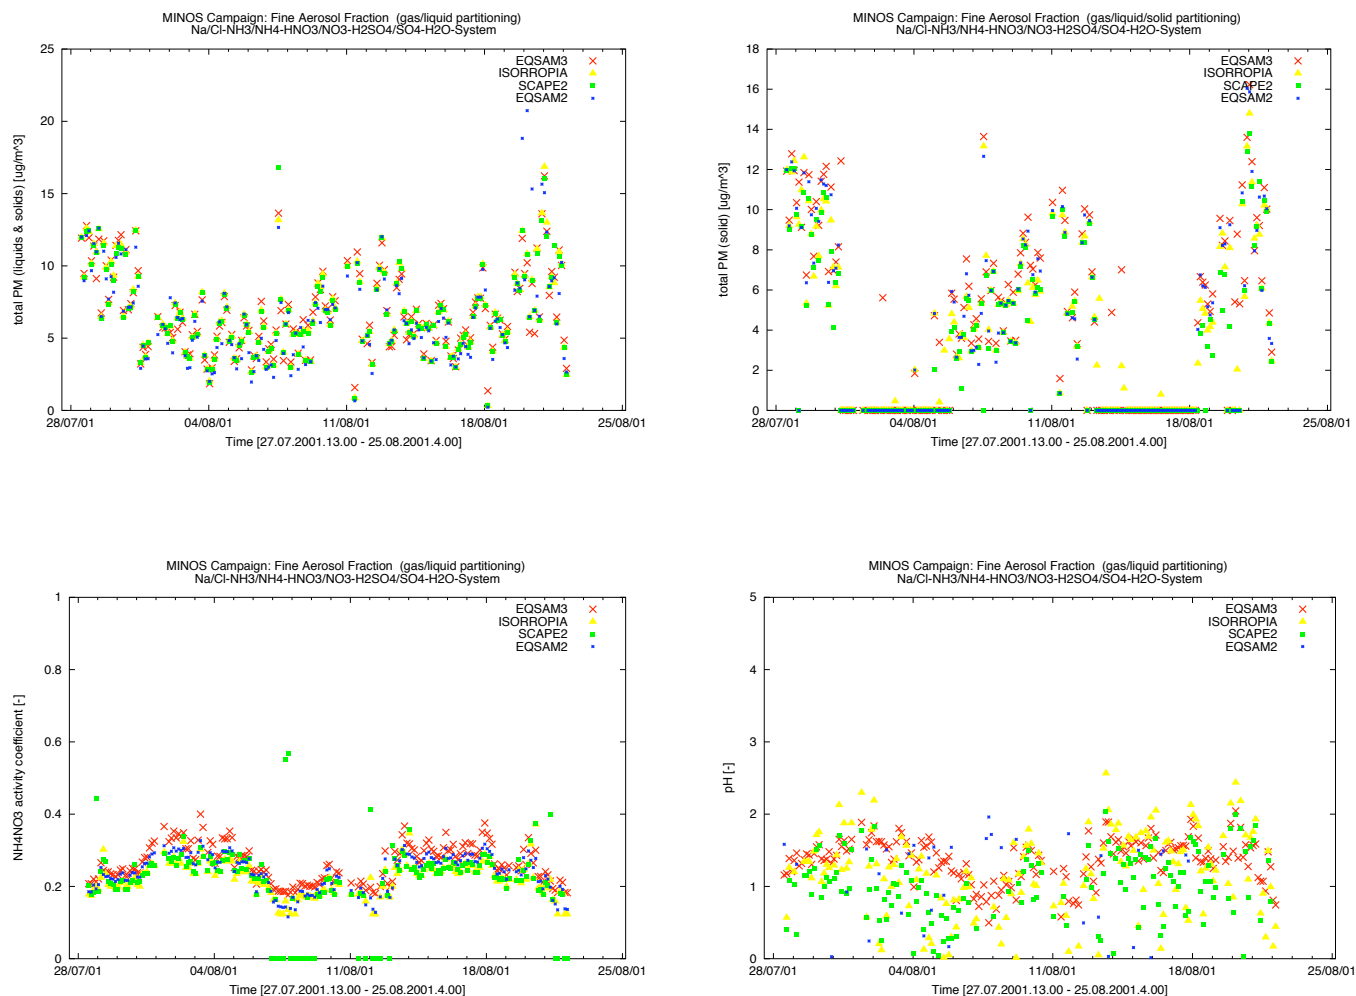 MINOS Campaign: Fine Aerosol Fraction (gas/liquid partitioning)
Na/Cl-NH3/NH4-HNO3/NO3-H2SO4/SO4-H2O-System
total PM (liquids & solids) [ug/m^3]
25
20
15
10
5
0
EQSAM3
ISORROPIA
SCAPE2
EQSAM2
28/07/01 04/08/01 11/08/01 18/08/01 25/08/01
Time [27.07.2001.13.00 - 25.08.2001.4.00]
MINOS Campaign: Fine Aerosol Fraction (gas/liquid/solid partitioning)
Na/Cl-NH3/NH4-HNO3/NO3-H2SO4/SO4-H2O-System
total PM (solid) [ug/m^3]
18
16
14
12
10
8
6
4
2
0
EQSAM3
ISORROPIA
SCAPE2
EQSAM2
28/07/01 04/08/01 11/08/01 18/08/01 25/08/01
Time [27.07.2001.13.00 - 25.08.2001.4.00]
MINOS Campaign: Fine Aerosol Fraction (gas/liquid partitioning)
Na/Cl-NH3/NH4-HNO3/NO3-H2SO4/SO4-H2O-System
NH4NO3 activity coefficient [-]
1
0.8
0.6
0.4
0.2
0
EQSAM3
ISORROPIA
SCAPE2
EQSAM2
28/07/01 04/08/01 11/08/01 18/08/01 25/08/01
Time [27.07.2001.13.00 - 25.08.2001.4.00]
MINOS Campaign: Fine Aerosol Fraction (gas/liquid partitioning)
Na/Cl-NH3/NH4-HNO3/NO3-H2SO4/SO4-H2O-System
pH [-]
5
4
3
2
1
0
EQSAM3
ISORROPIA
SCAPE2
EQSAM2
28/07/01 04/08/01 11/08/01 18/08/01 25/08/01
Time [27.07.2001.13.00 - 25.08.2001.4.00]